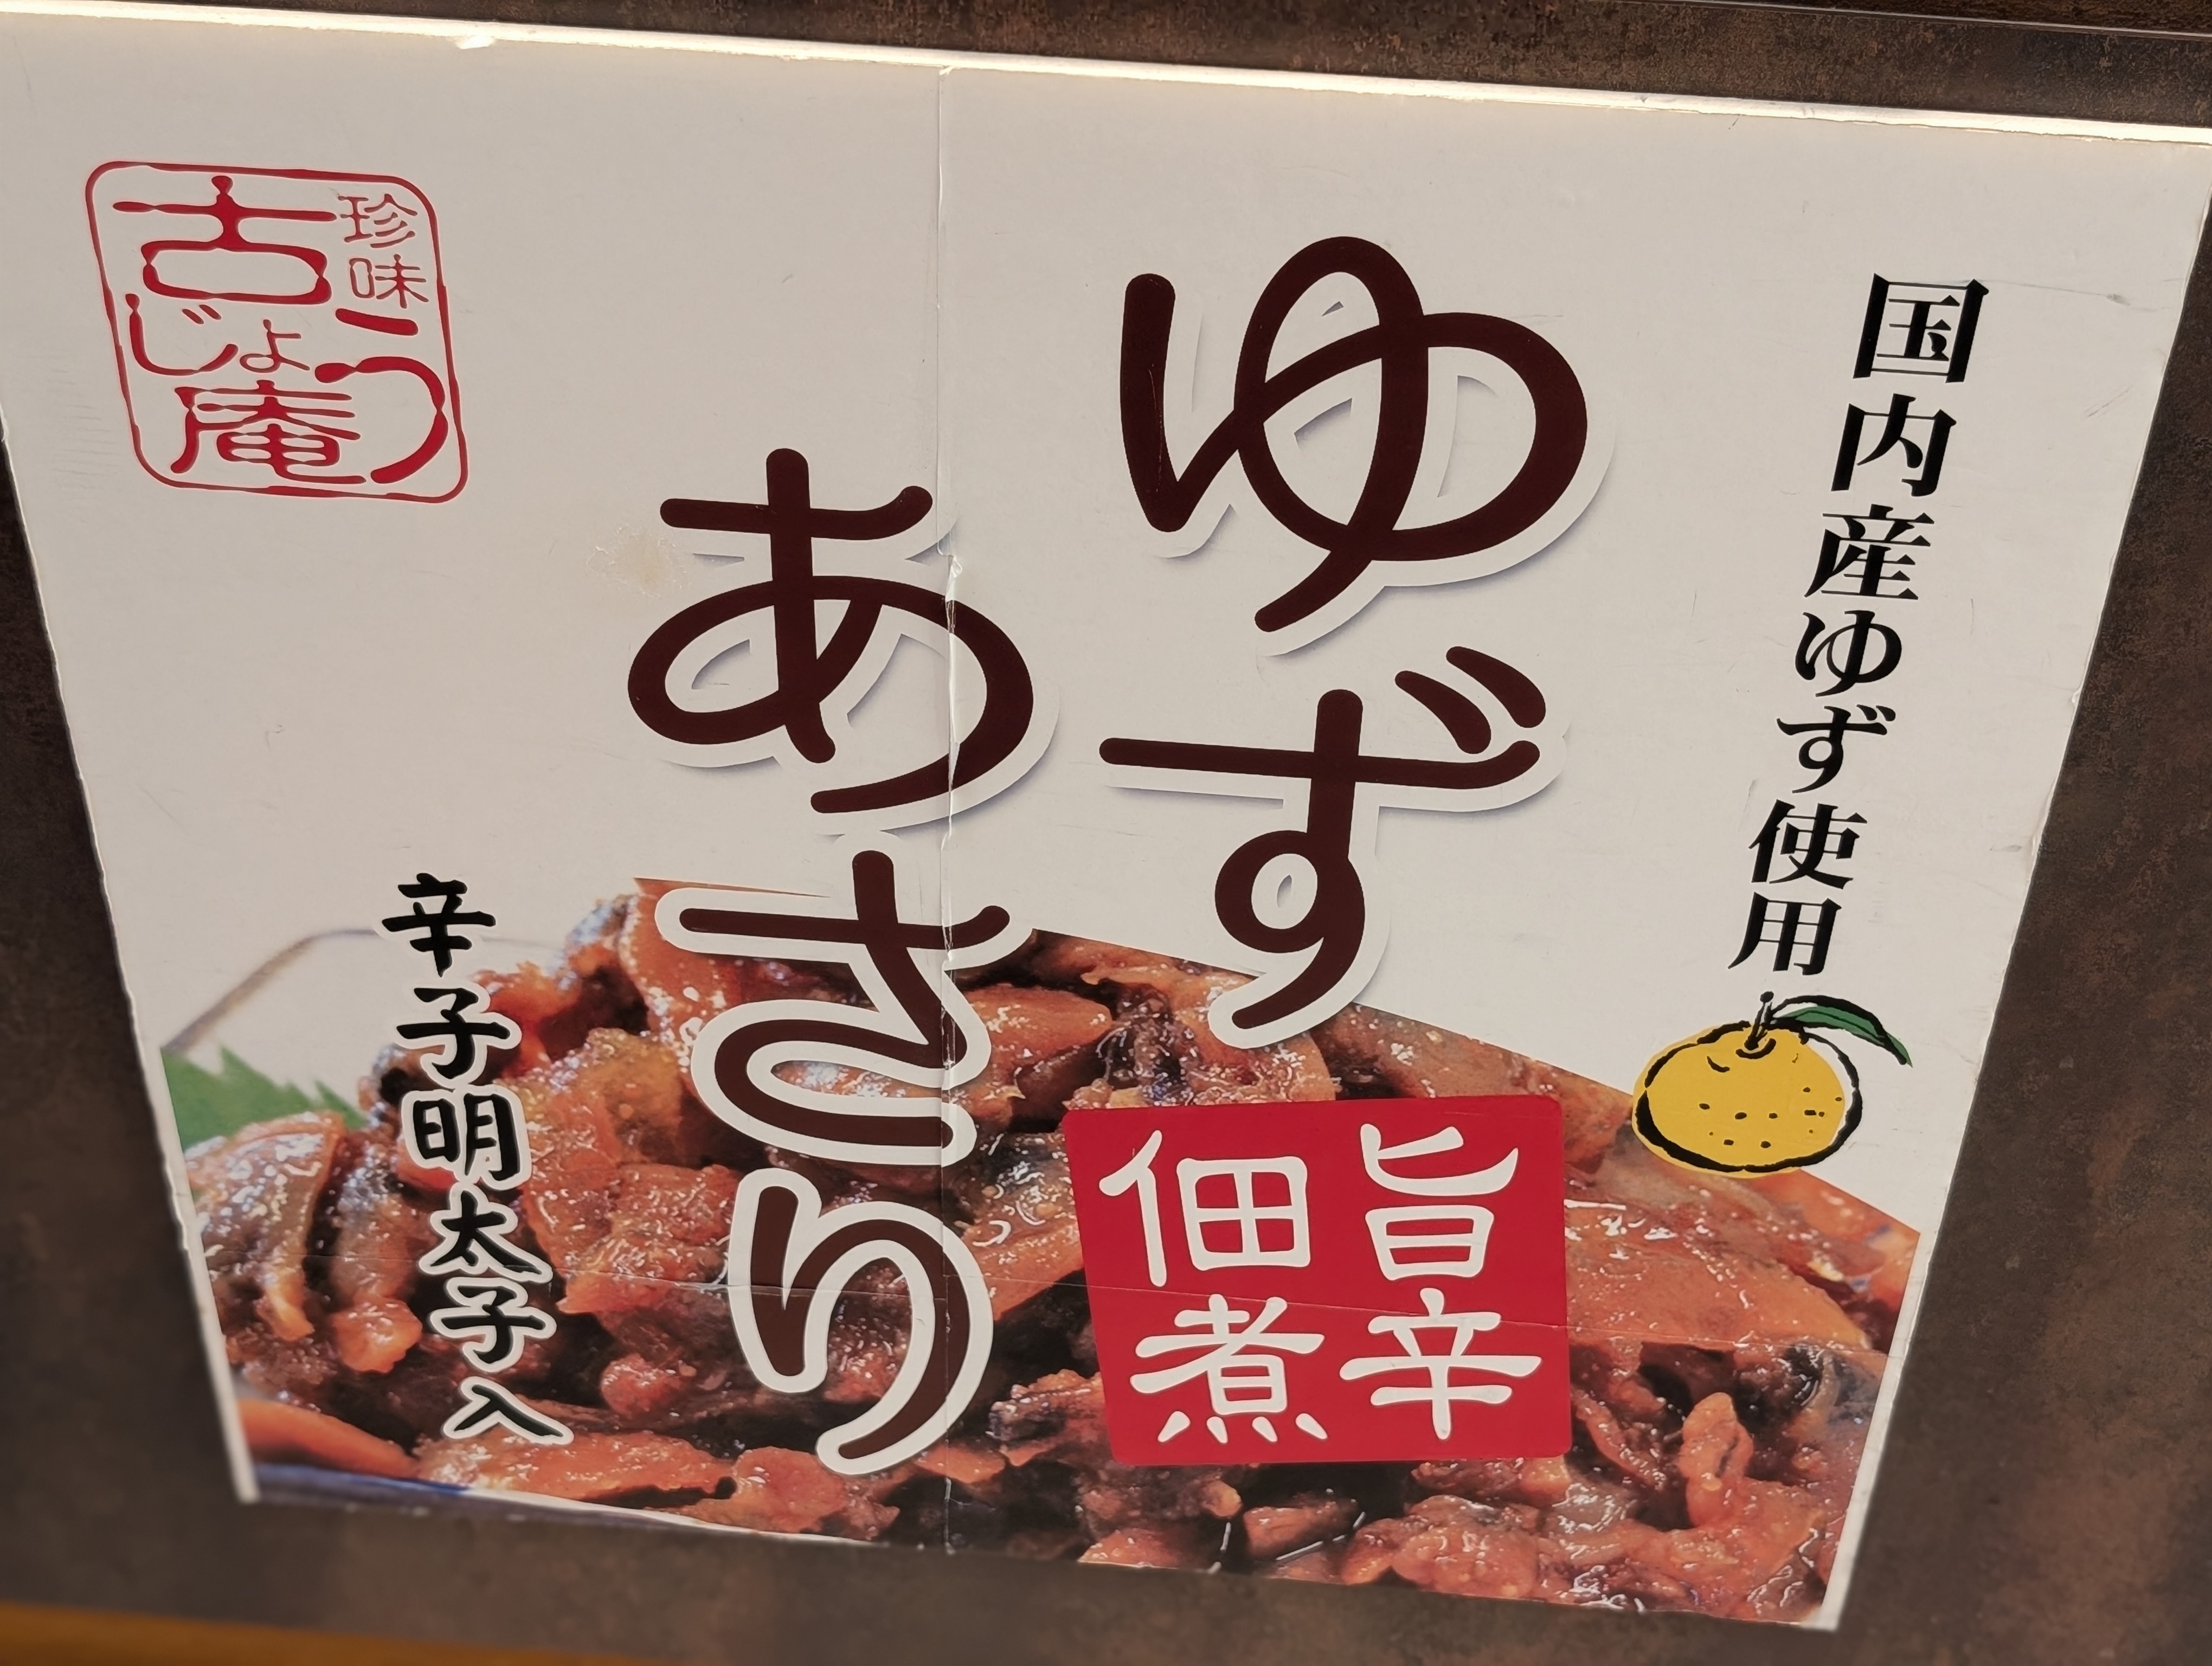 国内産ゆず使用
ゆず
あさり
旨辛
佃煮
辛子明太子入
珍味
こう
古じょ庵